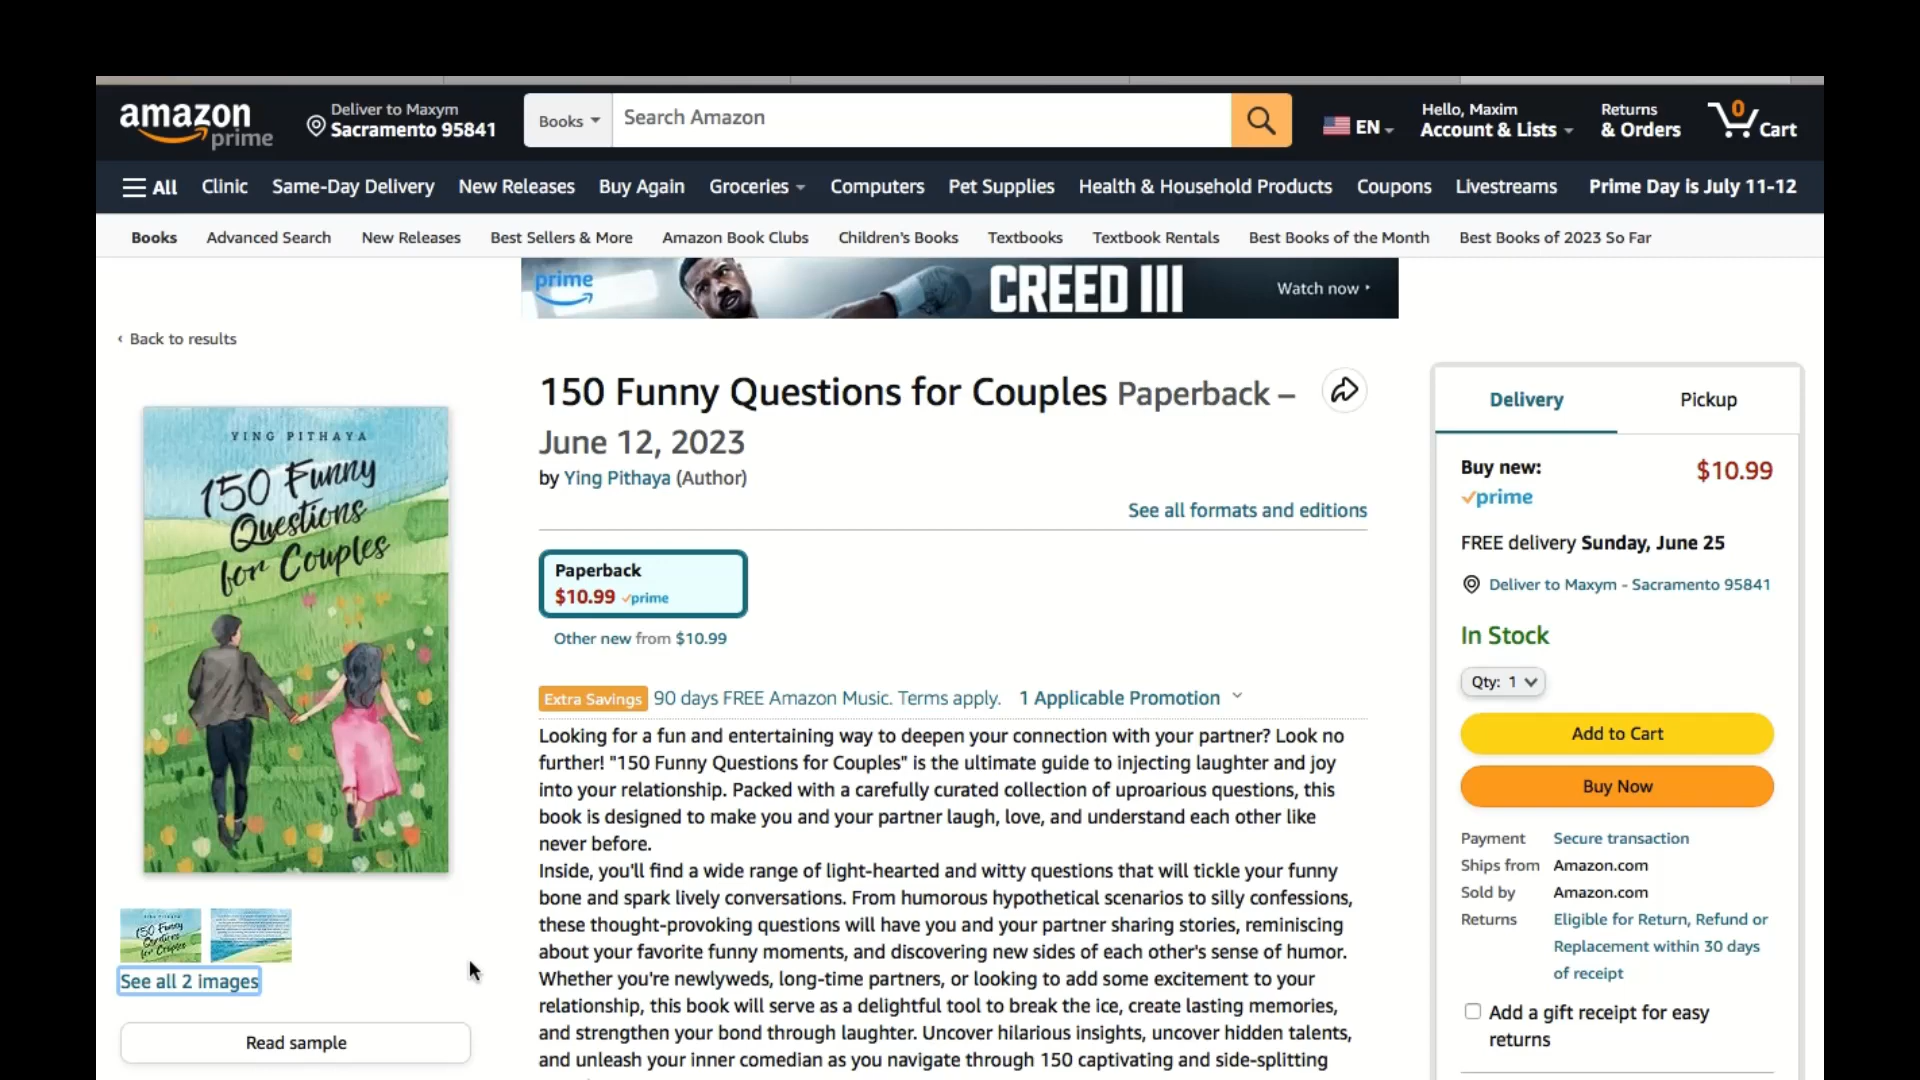 amazon
prime
Deliver to Maxym
Sacramento 95841
Books
Search Amazon
EN
Hello, Maxim
Account & Lists
Returns
& Orders
0
Cart
All
Clinic
Same-Day Delivery
New Releases
Buy Again
Groceries
Computers
Pet Supplies
Health & Household Products
Coupons
Livestreams
Prime Day is July 11-12
Books
Advanced Search
New Releases
Best Sellers & More
Amazon Book Clubs
Children's Books
Textbooks
Textbook Rentals
Best Books of the Month
Best Books of 2023 So Far
prime
CREED III
Watch now
‹ Back to results
YING PITHAYA
150 Funny
Questions
for Couples
See all 2 images
Read sample
150 Funny Questions for Couples Paperback –
June 12, 2023
by Ying Pithaya (Author)
See all formats and editions
Paperback
$10.99 prime
Other new from $10.99
Extra Savings 90 days FREE Amazon Music. Terms apply. 1 Applicable Promotion
Looking for a fun and entertaining way to deepen your connection with your partner? Look no
further! "150 Funny Questions for Couples" is the ultimate guide to injecting laughter and joy
into your relationship. Packed with a carefully curated collection of uproarious questions, this
book is designed to make you and your partner laugh, love, and understand each other like
never before.
Inside, you'll find a wide range of light-hearted and witty questions that will tickle your funny
bone and spark lively conversations. From humorous hypothetical scenarios to silly confessions,
these thought-provoking questions will have you and your partner sharing stories, reminiscing
about your favorite funny moments, and discovering new sides of each other's sense of humor.
Whether you're newlyweds, long-time partners, or looking to add some excitement to your
relationship, this book will serve as a delightful tool to break the ice, create lasting memories,
and strengthen your bond through laughter. Uncover hilarious insights, uncover hidden talents,
and unleash your inner comedian as you navigate through 150 captivating and side-splitting
Delivery
Pickup
Buy new:
$10.99
prime
FREE delivery Sunday, June 25
Deliver to Maxym - Sacramento 95841
In Stock
Qty: 1
Add to Cart
Buy Now
Payment Secure transaction
Ships from Amazon.com
Sold by Amazon.com
Returns Eligible for Return, Refund or
Replacement within 30 days
of receipt
Add a gift receipt for easy
returns